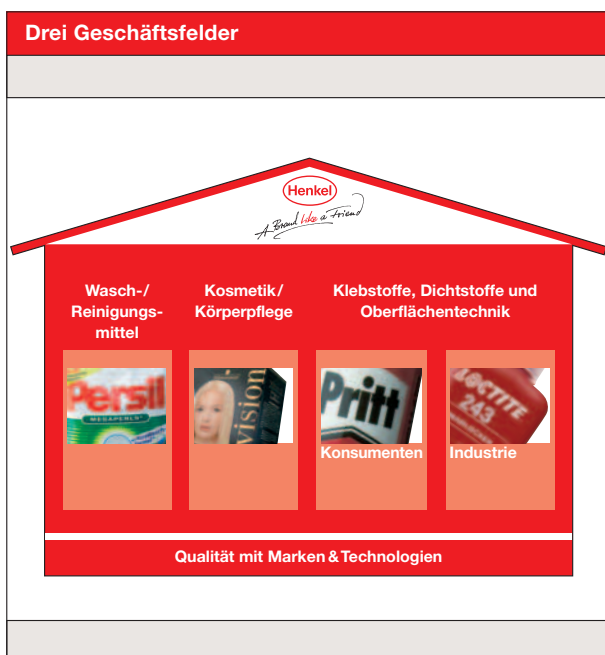 Drei Geschäftsfelder
Henkel
A Brand like a Friend
Wasch-/
Reinigungs-
mittel
Kosmetik/
Körperpflege
Klebstoffe, Dichtstoffe und
Oberflächentechnik
Persil
MEGAPERLS
vision
Pritt
LOCTITE
243
Konsumenten
Industrie
Qualität mit Marken & Technologien